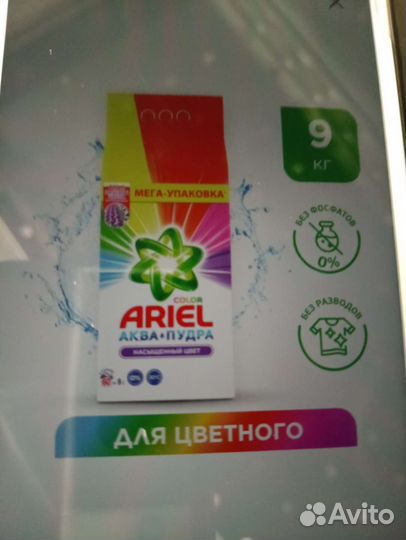 9
КГ
МЕГА-УПАКОВКА
COLOR
ARIEL
АКВА•ПУДРА
НАСЫЩЕННЫЙ ЦВЕТ
БЕЗ ФОСФАТОВ
0%
БЕЗ РАЗВОДОВ
ДЛЯ ЦВЕТНОГО
Avito